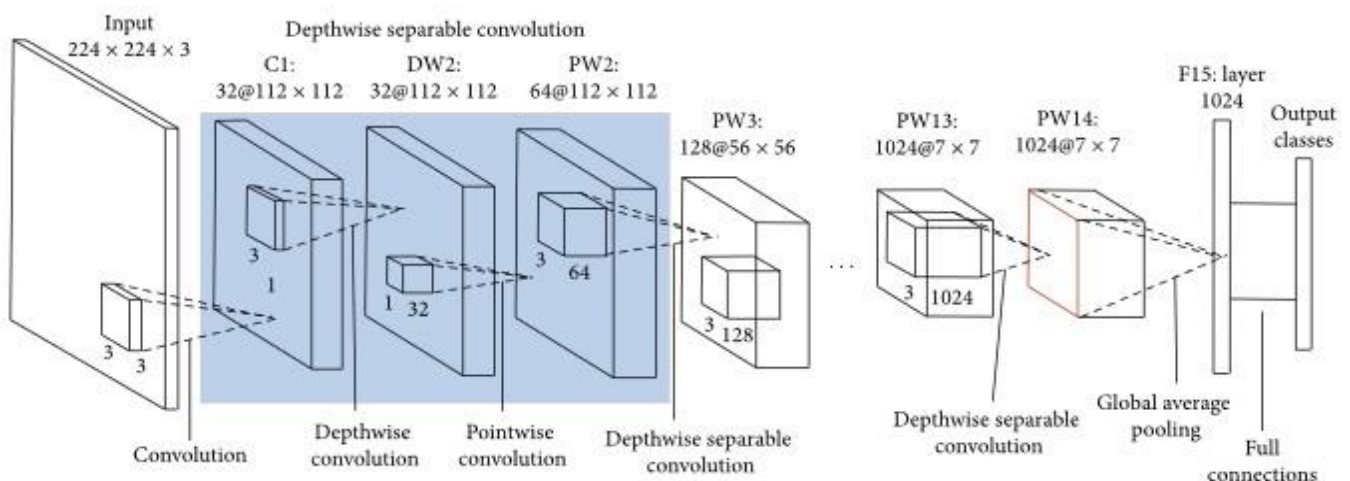 Input
224 × 224 × 3
Depthwise separable convolution
C1:
32@112 × 112
DW2:
32@112 × 112
PW2:
64@112 × 112
PW3:
128@56 × 56
PW13:
1024@7 × 7
PW14:
1024@7 × 7
F15: layer
1024
Output
classes
3
3
3
1
1
32
3
64
3
128
...
3
1024
Convolution
Depthwise
convolution
Pointwise
convolution
Depthwise separable
convolution
Depthwise separable
convolution
Global average
pooling
Full
connections